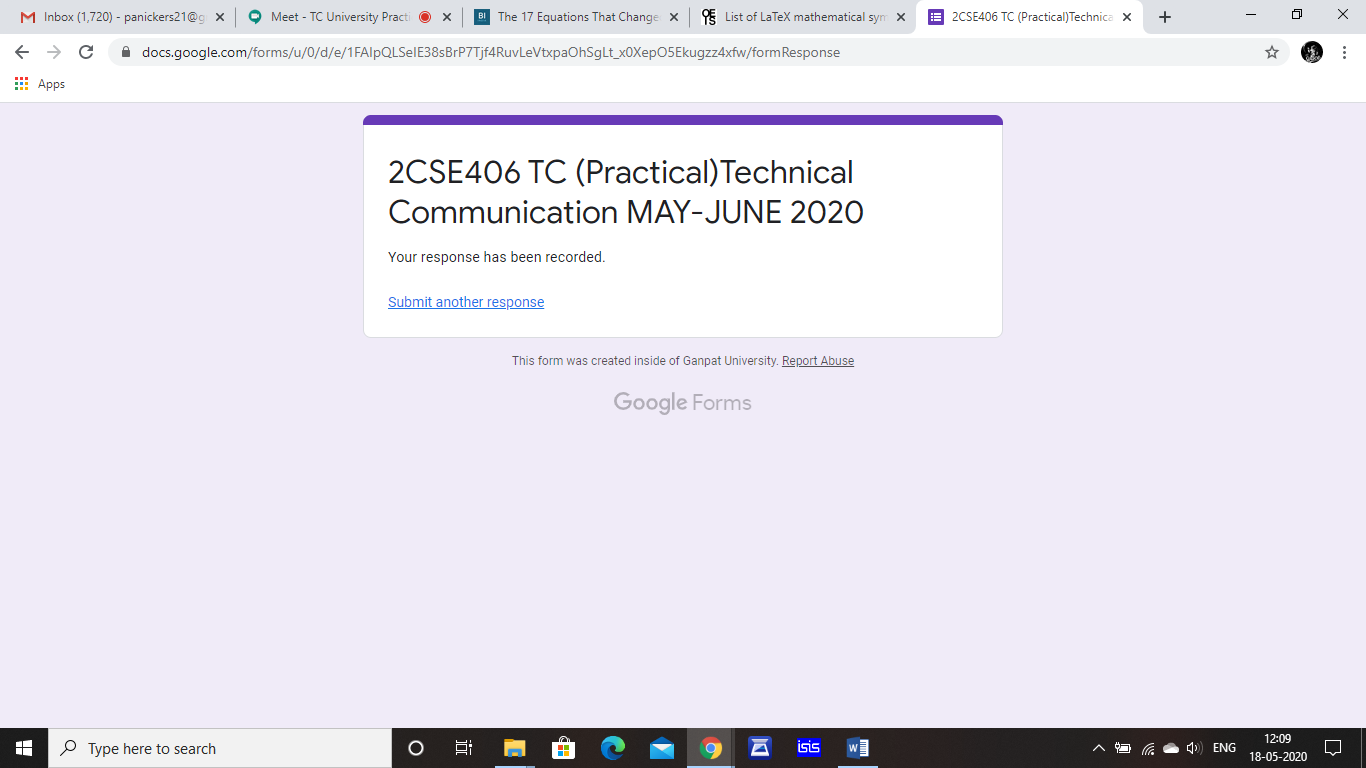 Inbox (1,720) - panickers21@g
Meet - TC University Practi
BI
The 17 Equations That Change
OEIS
List of LaTeX mathematical sym
2CSE406 TC (Practical)Technica
docs.google.com/forms/u/0/d/e/1FAIpQLSeIE38sBrP7Tjf4RuvLeVtxpaOhSgLt_x0XepO5Ekugzz4xfw/formResponse
Apps
2CSE406 TC (Practical)Technical
Communication MAY-JUNE 2020
Your response has been recorded.
Submit another response
This form was created inside of Ganpat University. Report Abuse
Google Forms
Type here to search
isis
ENG
12:09
18-05-2020